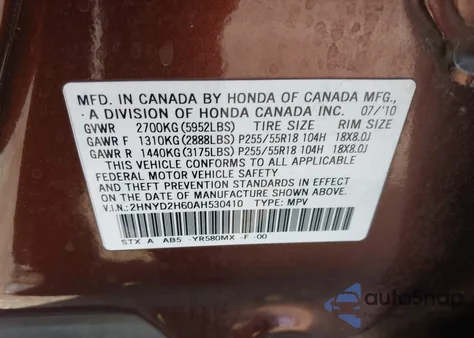 MFD. IN CANADA BY HONDA OF CANADA MFG.,
A DIVISION OF HONDA CANADA INC. 07/'10
GVWR 2700KG(5952LBS) TIRE SIZE RIM SIZE
GAWR F 1310KG(2888LBS) P255/55R18 104H 18X8.0J
GAWR R 1440KG(3175LBS) P255/55R18 104H 18X8.0J
THIS VEHICLE CONFORMS TO ALL APPLICABLE
FEDERAL MOTOR VEHICLE SAFETY
AND THEFT PREVENTION STANDARDS IN EFFECT
ON THE DATE OF MANUFACTURE SHOWN ABOVE.
V.I.N.: 2HNYD2H60AH530410 TYPE: MPV
STX A AB5 -YR580MX -F -00
autoSnap